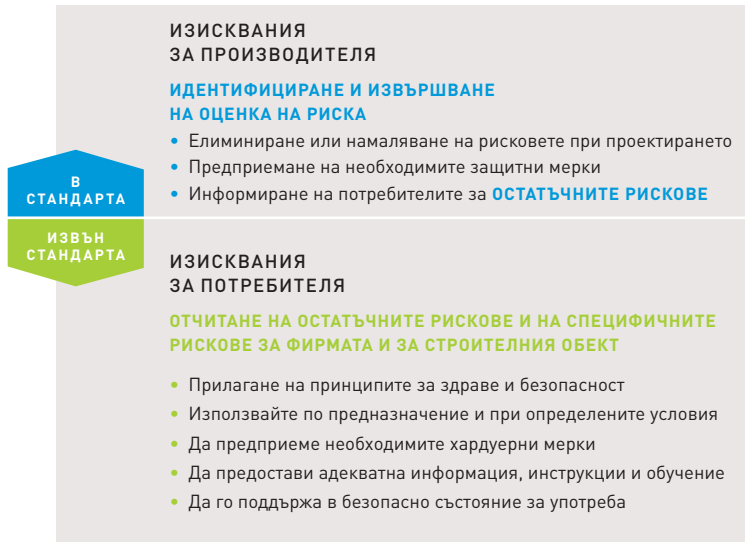 ИЗИСКВАНИЯ
ЗА ПРОИЗВОДИТЕЛЯ
ИДЕНТИФИЦИРАНЕ И ИЗВЪРШВАНЕ
НА ОЦЕНКА НА РИСКА
• Елиминиране или намаляване на рисковете при проектирането
• Предприемане на необходимите защитни мерки
• Информиране на потребителите за ОСТАТЪЧНИТЕ РИСКОВЕ
В
СТАНДАРТА
ИЗВЪН
СТАНДАРТА
ИЗИСКВАНИЯ
ЗА ПОТРЕБИТЕЛЯ
ОТЧИТАНЕ НА ОСТАТЪЧНИТЕ РИСКОВЕ И НА СПЕЦИФИЧНИТЕ
РИСКОВЕ ЗА ФИРМАТА И ЗА СТРОИТЕЛНИЯ ОБЕКТ
• Прилагане на принципите за здраве и безопасност
• Използвайте по предназначение и при определените условия
• Да предприеме необходимите хардуерни мерки
• Да предостави адекватна информация, инструкции и обучение
• Да го поддържа в безопасно състояние за употреба